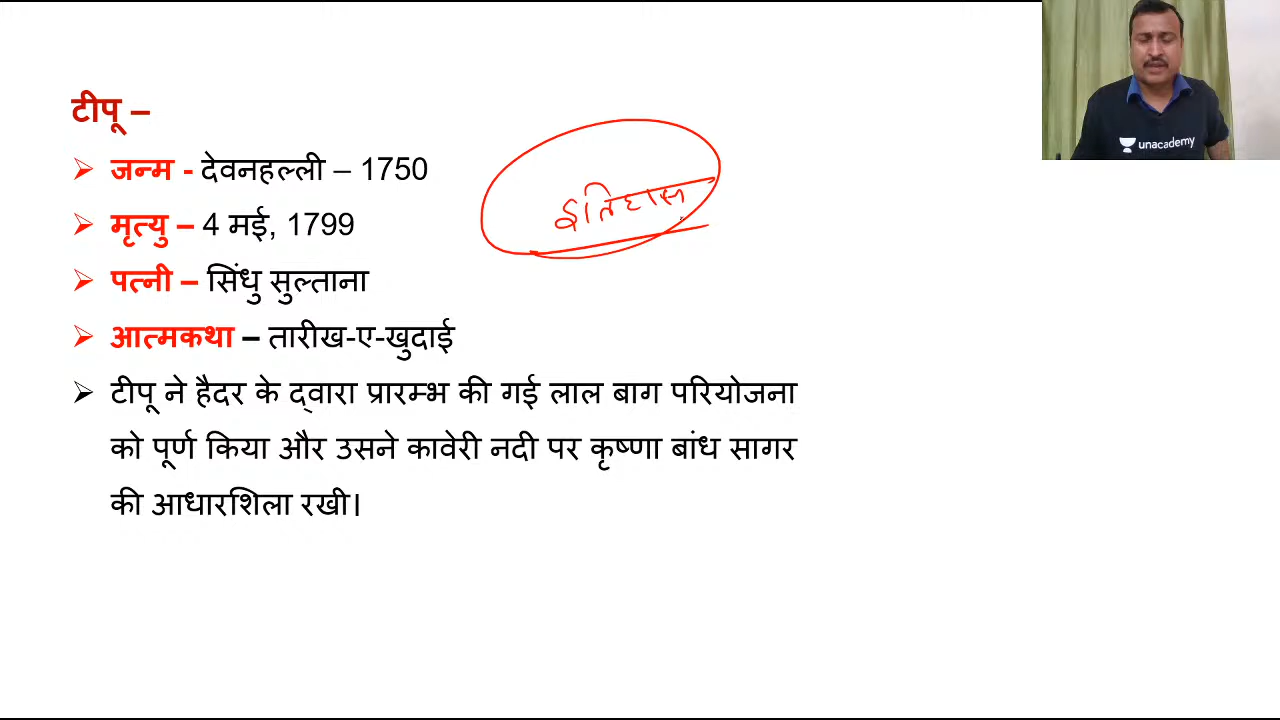 टीपू –
जन्म - देवनहल्ली – 1750
मृत्यु – 4 मई, 1799
पत्नी – सिंधु सुल्ताना
आत्मकथा – तारीख-ए-खुदाई
टीपू ने हैदर के द्वारा प्रारम्भ की गई लाल बाग परियोजना
को पूर्ण किया और उसने कावेरी नदी पर कृष्णा बांध सागर
की आधारशिला रखी।
इतिहास
unacademy